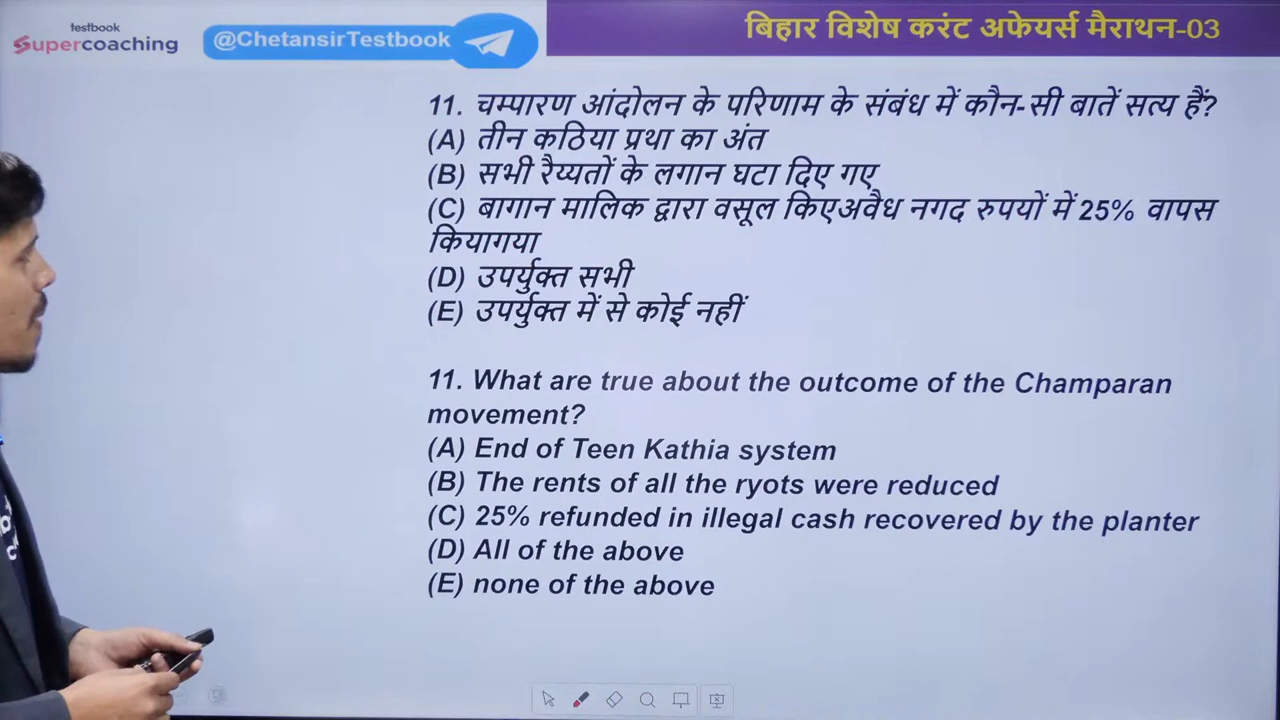 testbook
Supercoaching
@ChetansirTestbook
बिहार विशेष करंट अफेयर्स मैराथन-03
11. चम्पारण आंदोलन के परिणाम के संबंध में कौन-सी बातें सत्य हैं?
(A) तीन कठिया प्रथा का अंत
(B) सभी रैय्यतों के लगान घटा दिए गए
(C) बागान मालिक द्वारा वसूल किएअवैध नगद रुपयों में 25% वापस
कियागया
(D) उपर्युक्त सभी
(E) उपर्युक्त में से कोई नहीं
11. What are true about the outcome of the Champaran
movement?
(A) End of Teen Kathia system
(B) The rents of all the ryots were reduced
(C) 25% refunded in illegal cash recovered by the planter
(D) All of the above
(E) none of the above